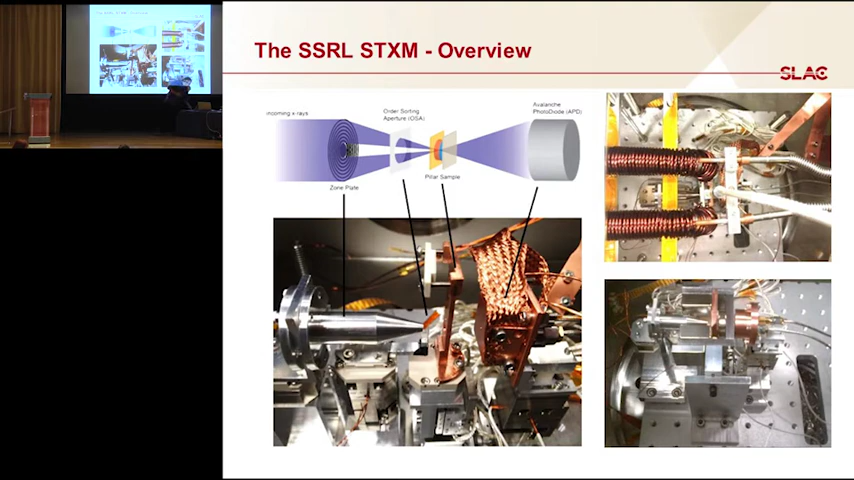 The SSRL STXM - Overview
SLAC
incoming x-rays
Order Sorting
Aperture (OSA)
Avalanche
PhotoDiode (APD)
Zone Plate
Pillar Sample